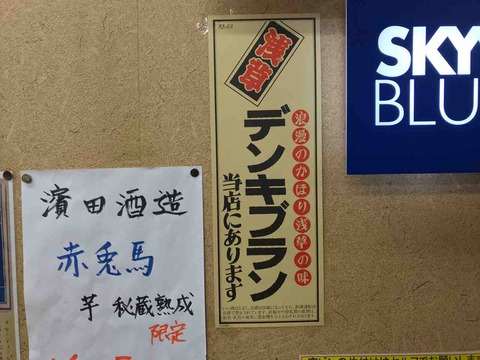 浅草
デンキブラン
浪漫のかほり浅草の味
当店にあります
SKY
BLU
濵田酒造
赤兎馬
芋 秘蔵熟成
限定